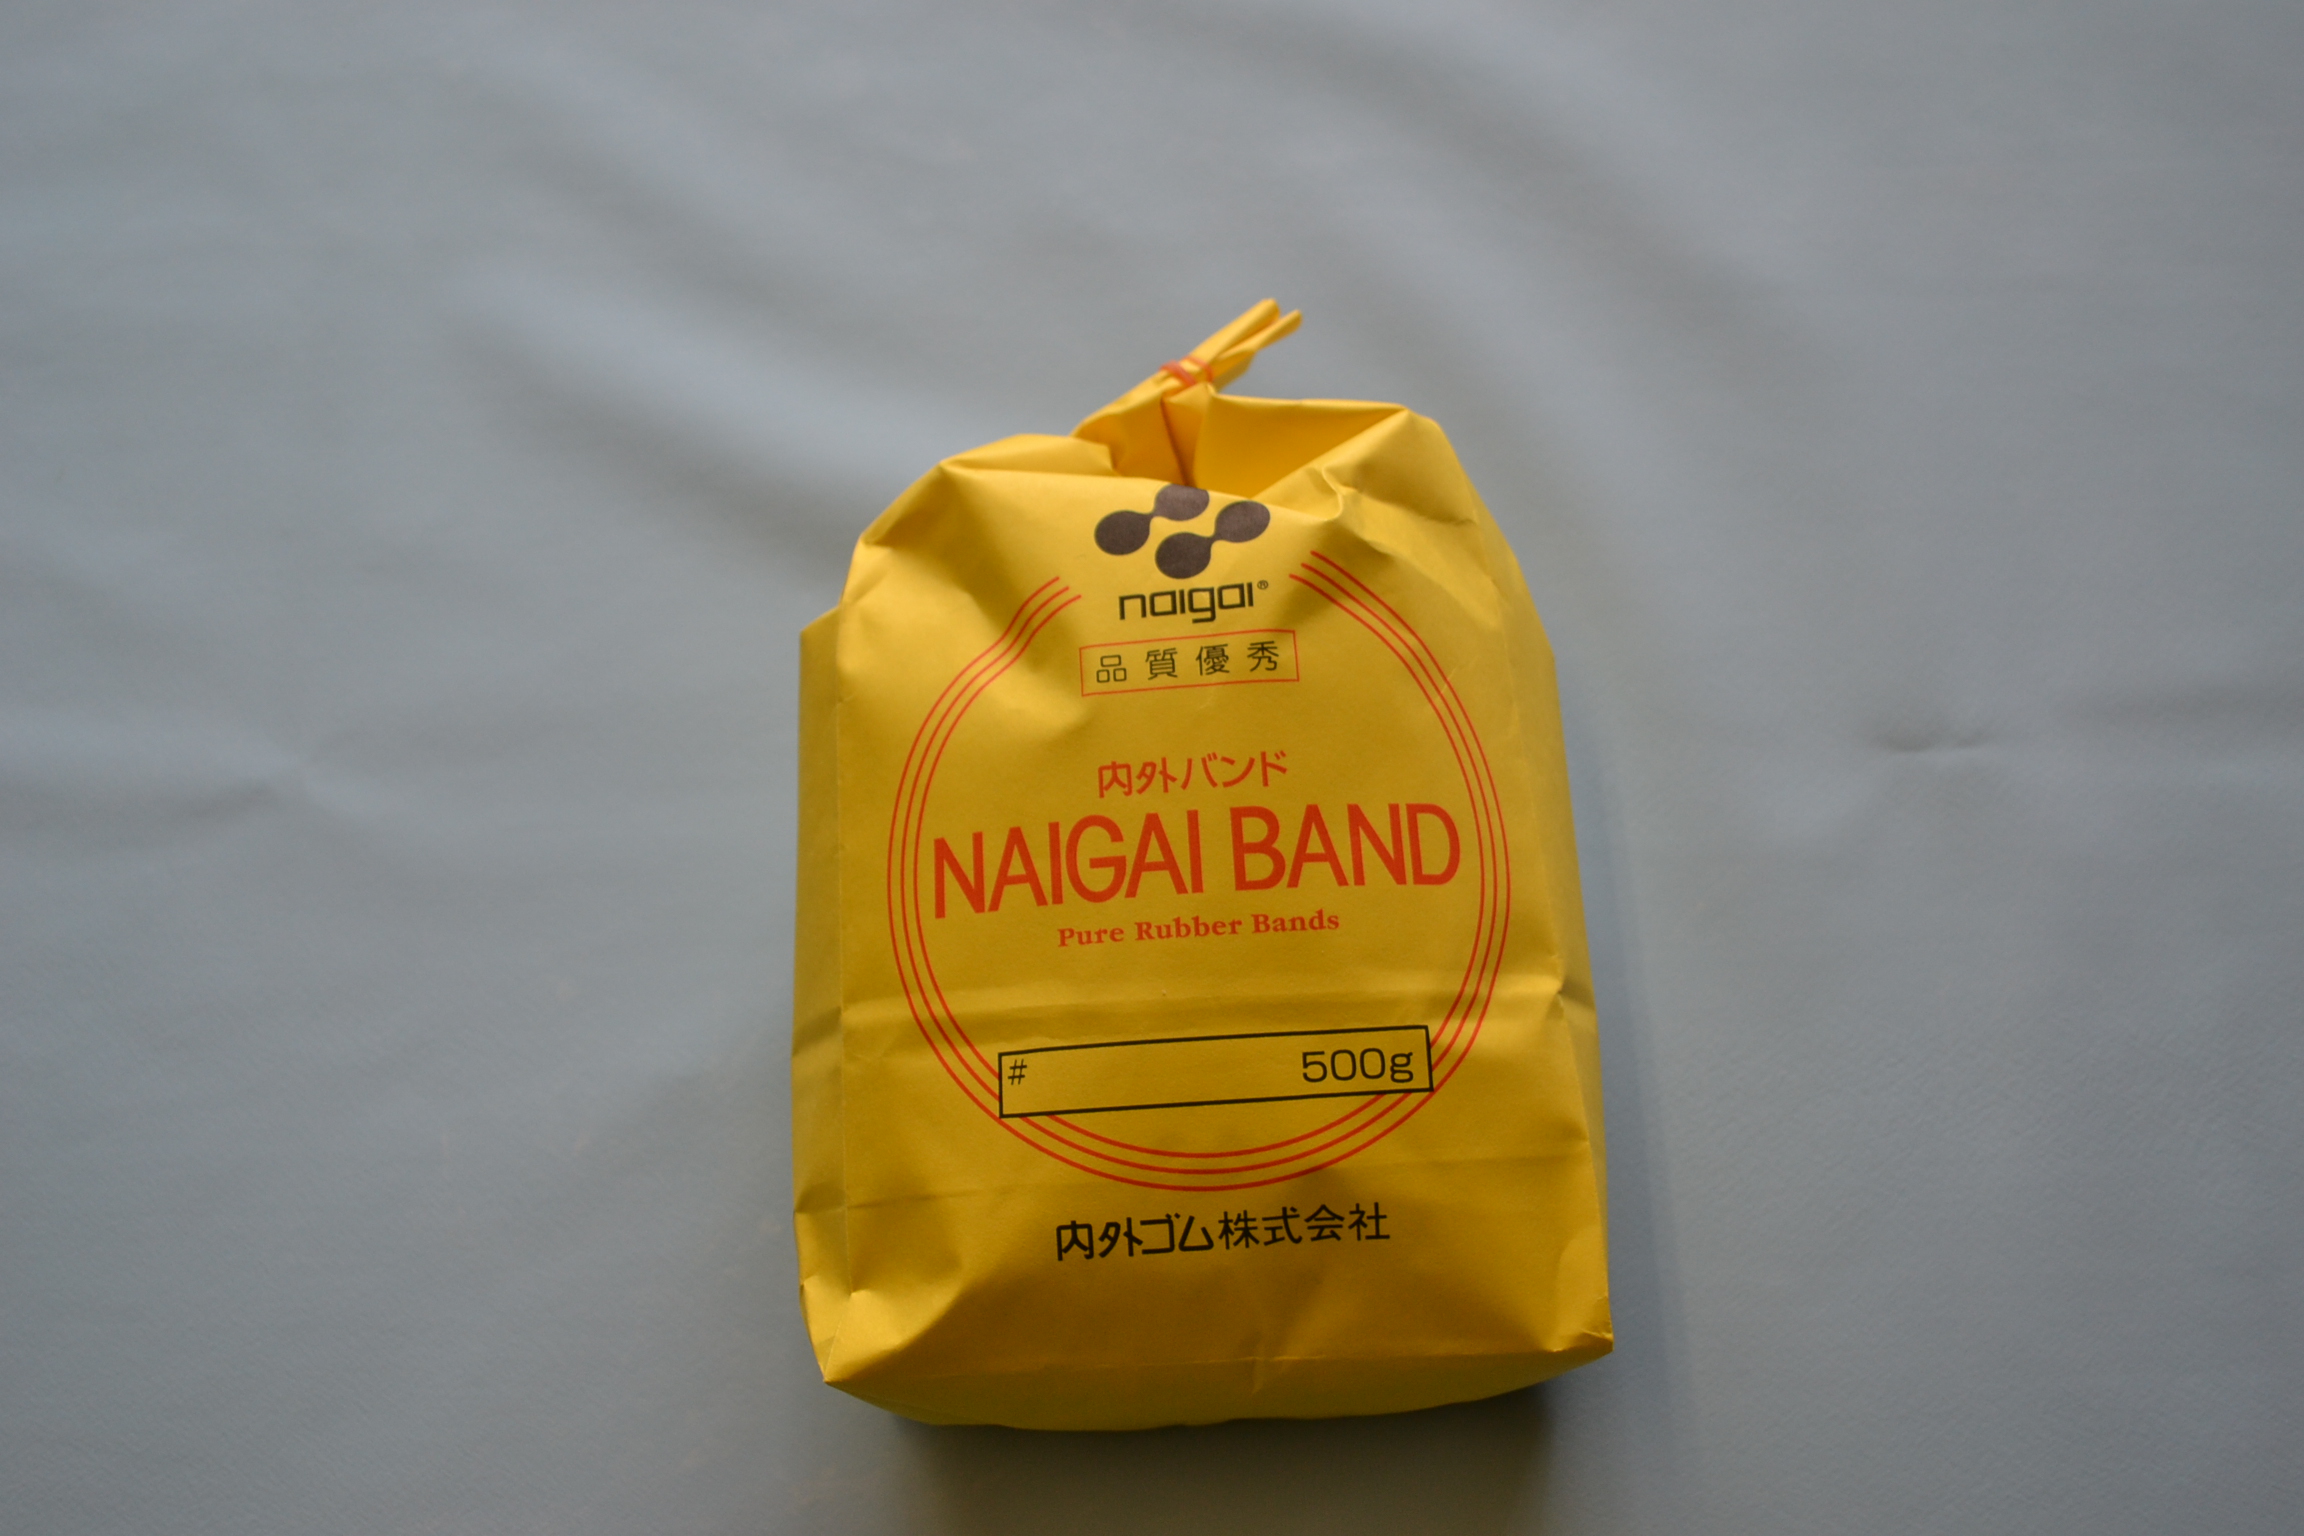 naigai®
品質優秀
内外バンド
NAIGAI BAND
Pure Rubber Bands
# 500g
内外ゴム株式会社